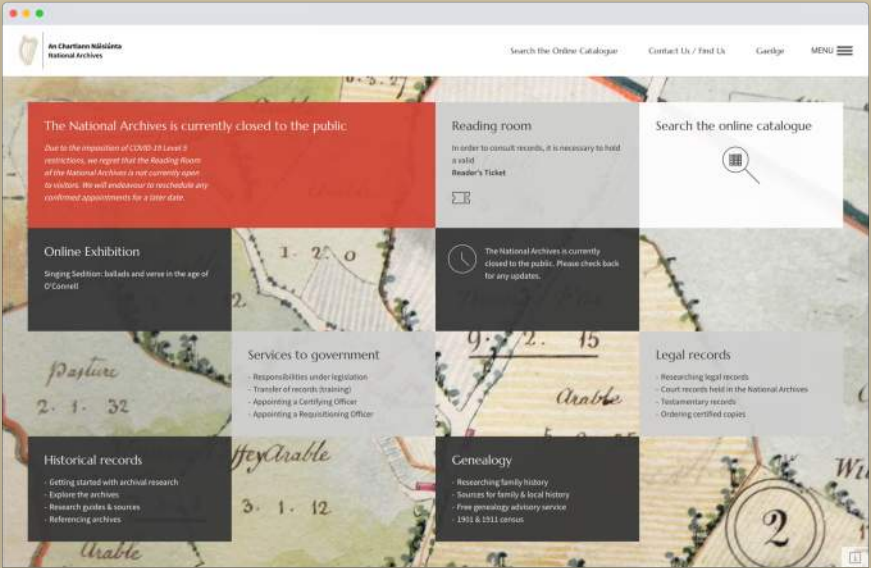 An Chartlann Náisiúnta
National Archives
Search the Online Catalogue
Contact Us / Find Us
Gaeilge
MENU
The National Archives is currently closed to the public
Due to the imposition of COVID-19 Level 5
restrictions, we regret that the Reading Room
of the National Archives is not currently open
to visitors. We will endeavour to reschedule any
confirmed appointments for a later date.
Reading room
In order to consult records, it is necessary to hold
a valid
Reader's Ticket
Search the online catalogue
Online Exhibition
Singing Sedition: ballads and verse in the age of
O'Connell
1. 2. 0
2.
The National Archives is currently
closed to the public. Please check back
for any updates.
Pasture
2. 1. 32
Services to government
- Responsibilities under legislation
- Transfer of records (training)
- Appointing a Certifying Officer
- Appointing a Requisitioning Officer
9. 2. 15
Arable
Legal records
- Researching legal records
- Court records held in the National Archives
- Testamentary records
- Ordering certified copies
Historical records
- Getting started with archival research
- Explore the archives
- Research guides & sources
- Referencing archives
Arable
3. 1. 12
Genealogy
- Researching family history
- Sources for family & local history
- Free genealogy advisory service
- 1901 & 1911 census
2
Arable